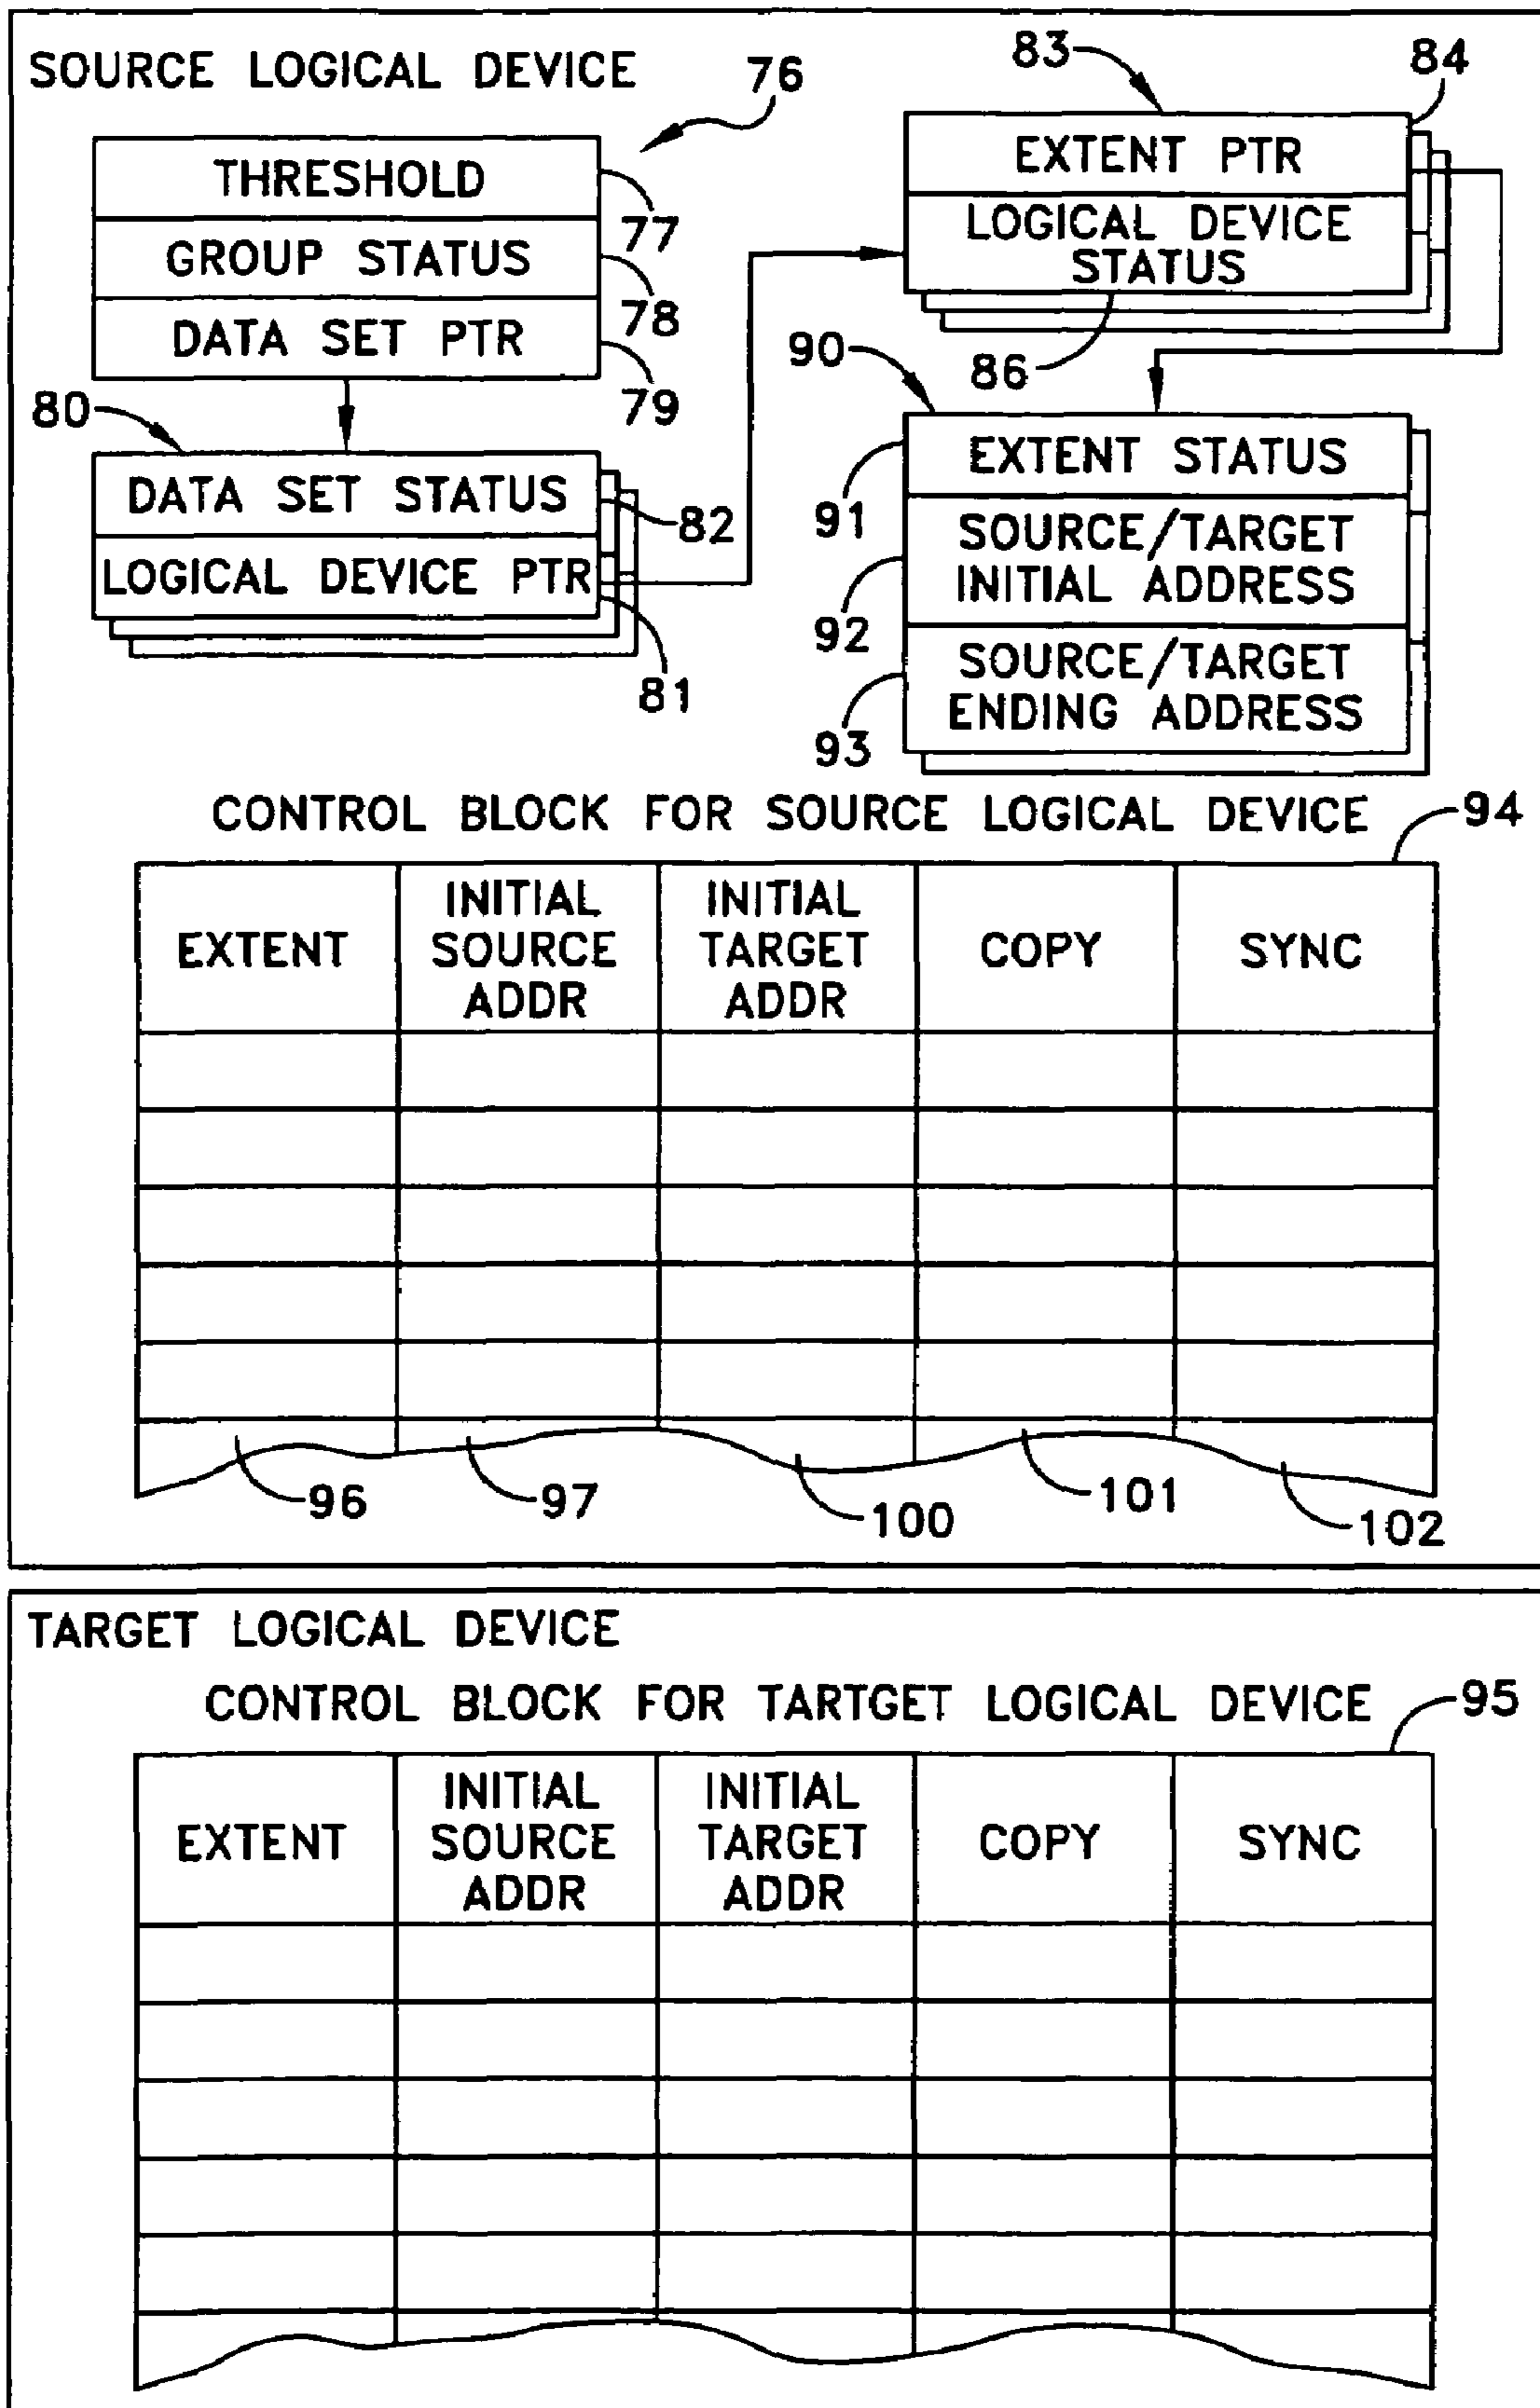 SOURCE LOGICAL DEVICE
76
THRESHOLD
77
GROUP STATUS
78
DATA SET PTR
79
80
DATA SET STATUS
82
LOGICAL DEVICE PTR
81
83
84
EXTENT PTR
LOGICAL DEVICE
STATUS
86
90
EXTENT STATUS
91
SOURCE/TARGET
INITIAL ADDRESS
92
SOURCE/TARGET
ENDING ADDRESS
93
CONTROL BLOCK FOR SOURCE LOGICAL DEVICE
94
EXTENT
INITIAL
SOURCE
ADDR
INITIAL
TARGET
ADDR
COPY
SYNC
96
97
100
101
102
TARGET LOGICAL DEVICE
CONTROL BLOCK FOR TARTGET LOGICAL DEVICE
95
EXTENT
INITIAL
SOURCE
ADDR
INITIAL
TARGET
ADDR
COPY
SYNC